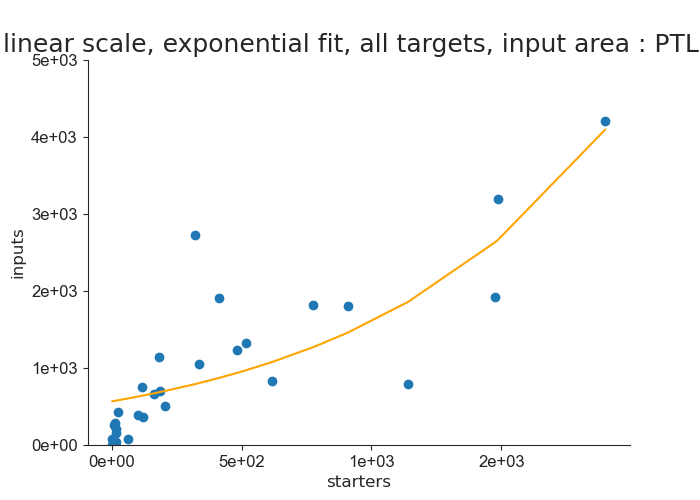 linear scale, exponential fit, all targets, input area : PTL
5e+03
4e+03
3e+03
2e+03
1e+03
0e+00
inputs
0e+00 5e+02 1e+03 2e+03
starters